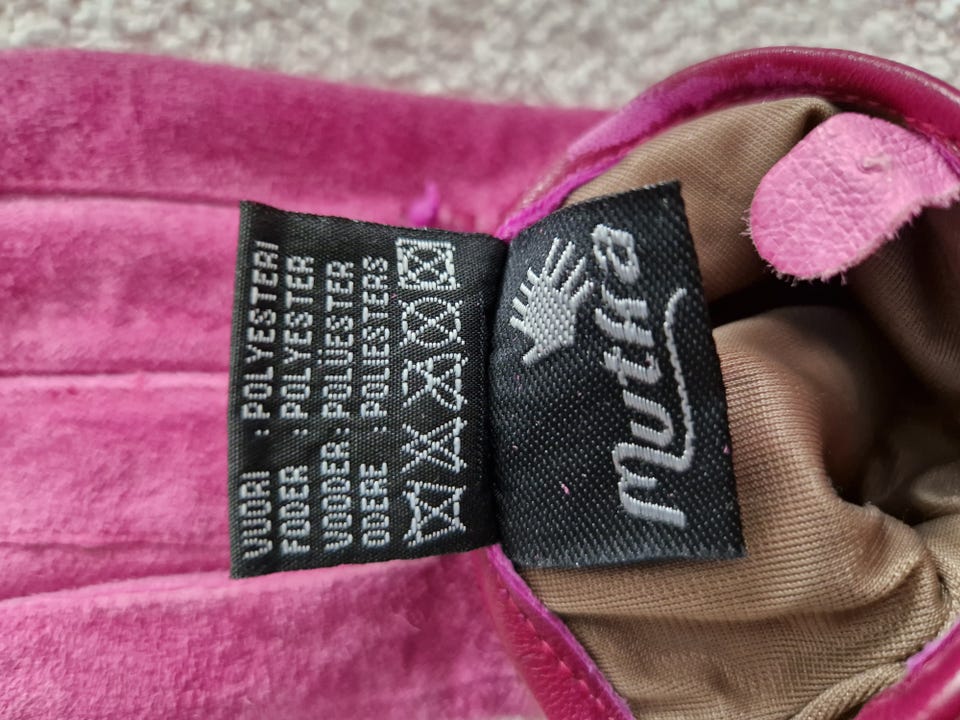 VUORI : POLYESTERI
FODER : POLYESTER
VOODER : POLUESTER
ODERE : POLIESTERS
mutka